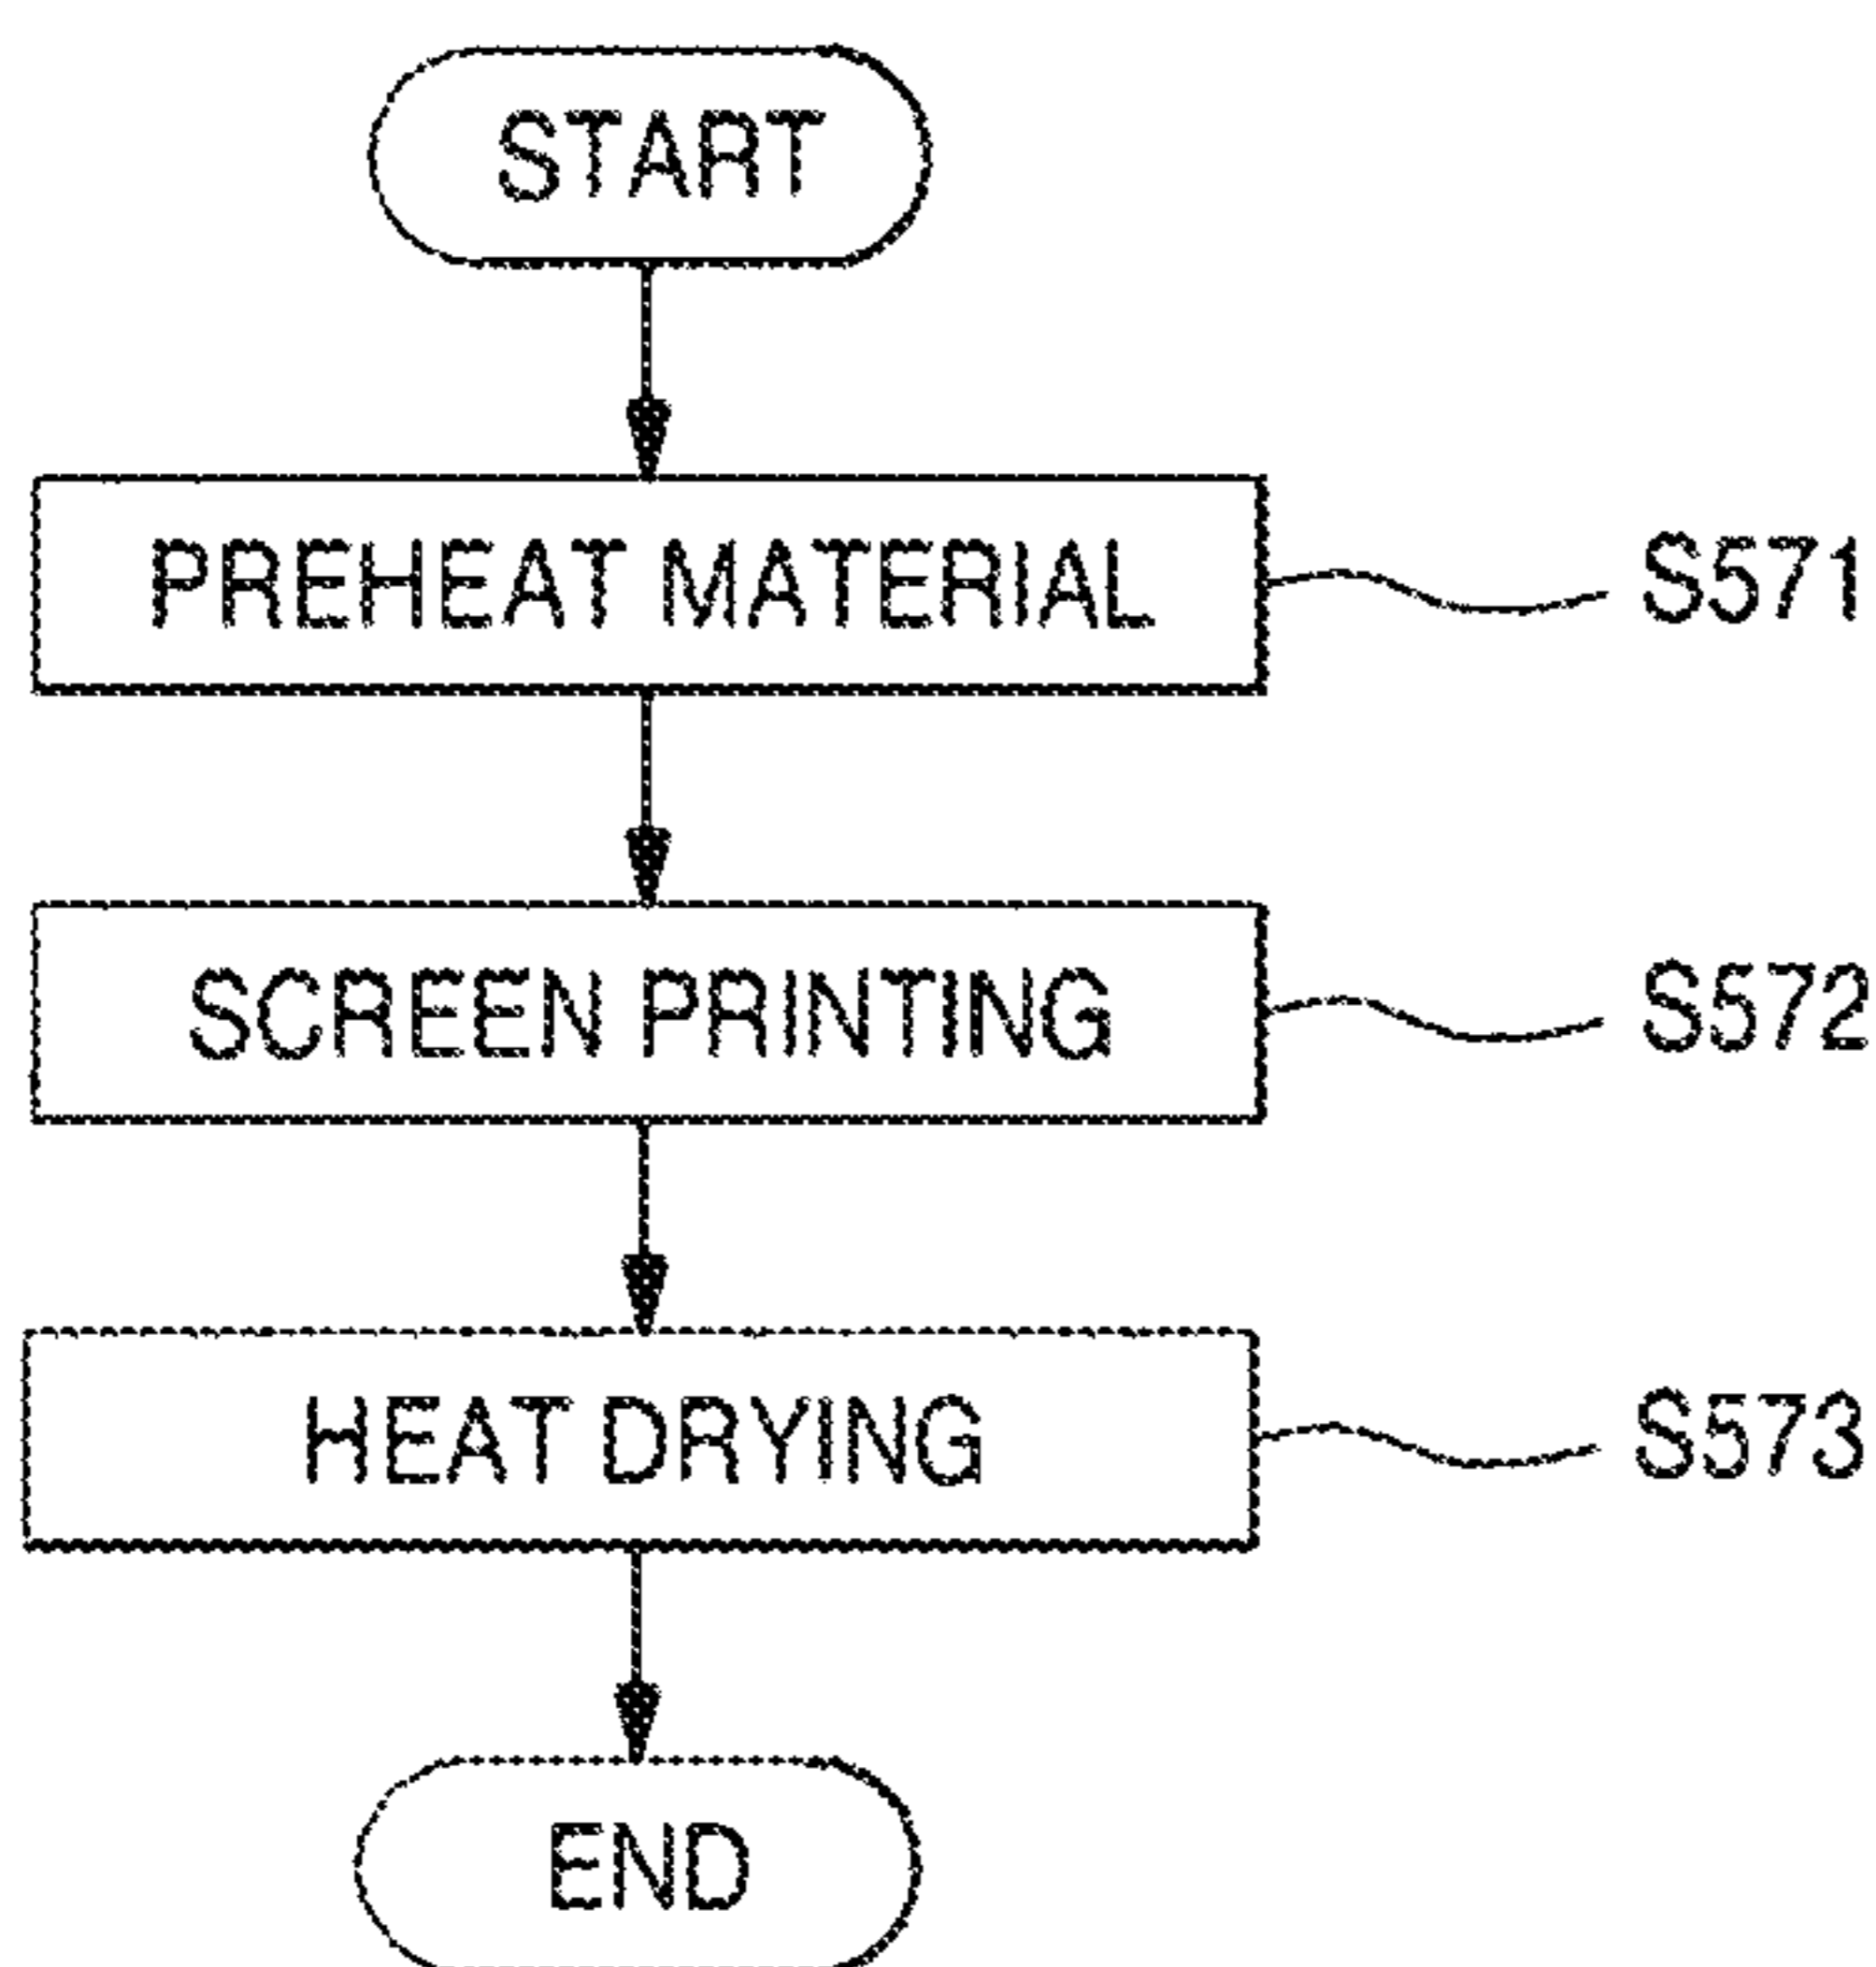 START
PREHEAT MATERIAL
S571
SCREEN PRINTING
S572
HEAT DRYING
S573
END